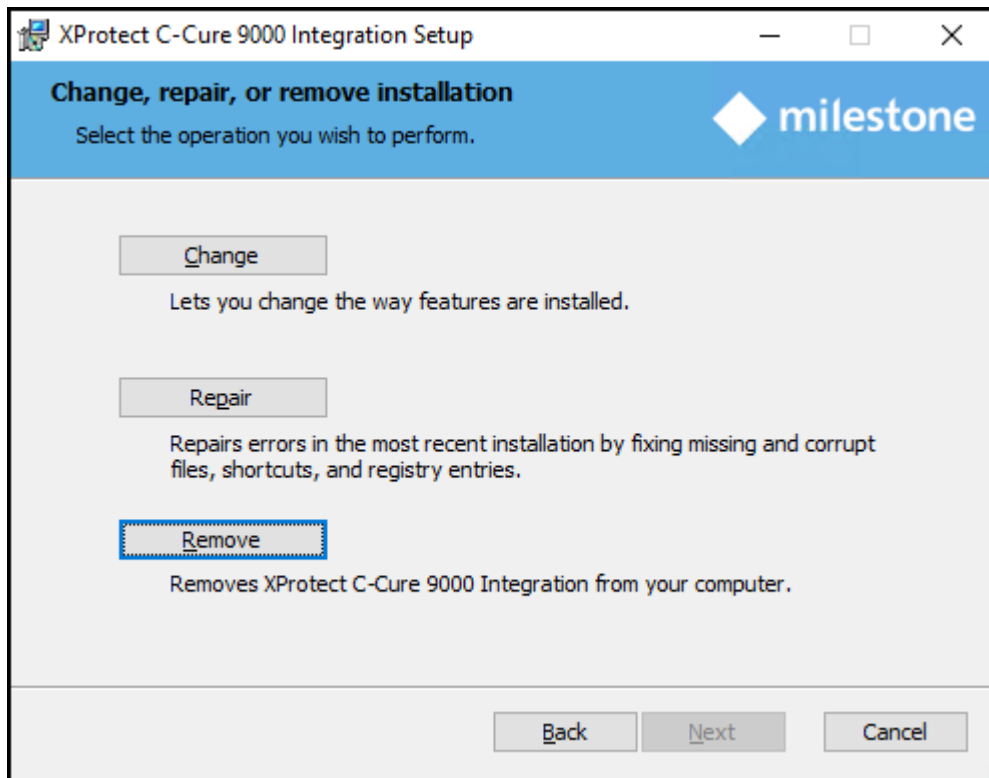 XProtect C-Cure 9000 Integration Setup
Change, repair, or remove installation
Select the operation you wish to perform.
milestone
Change
Lets you change the way features are installed.
Repair
Repairs errors in the most recent installation by fixing missing and corrupt
files, shortcuts, and registry entries.
Remove
Removes XProtect C-Cure 9000 Integration from your computer.
Back
Next
Cancel